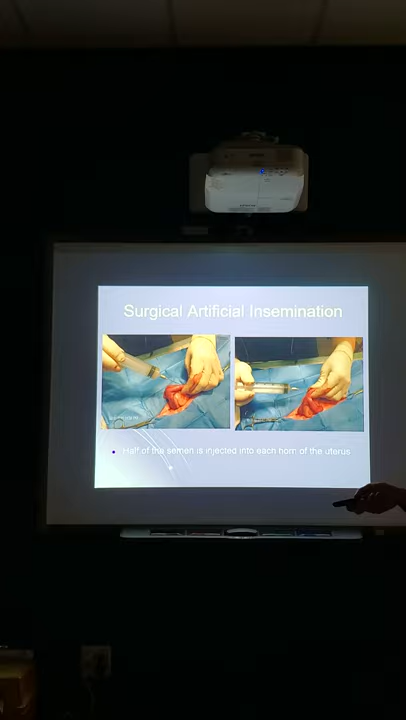 Surgical Artificial Insemination
Half of the semen is injected into each horn of the uterus